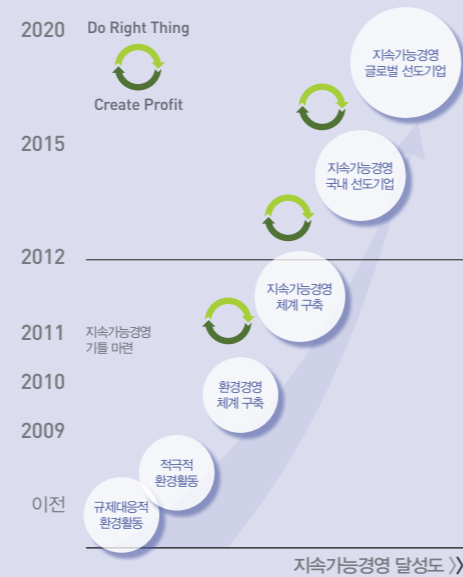 2020
Do Right Thing
Create Profit
지속가능경영
글로벌 선도기업
2015
지속가능경영
국내 선도기업
2012
지속가능경영
체계 구축
2011
지속가능경영
기틀 마련
2010
환경경영
체계 구축
2009
적극적
환경활동
이전
규제대응적
환경활동
지속가능경영 달성도 》